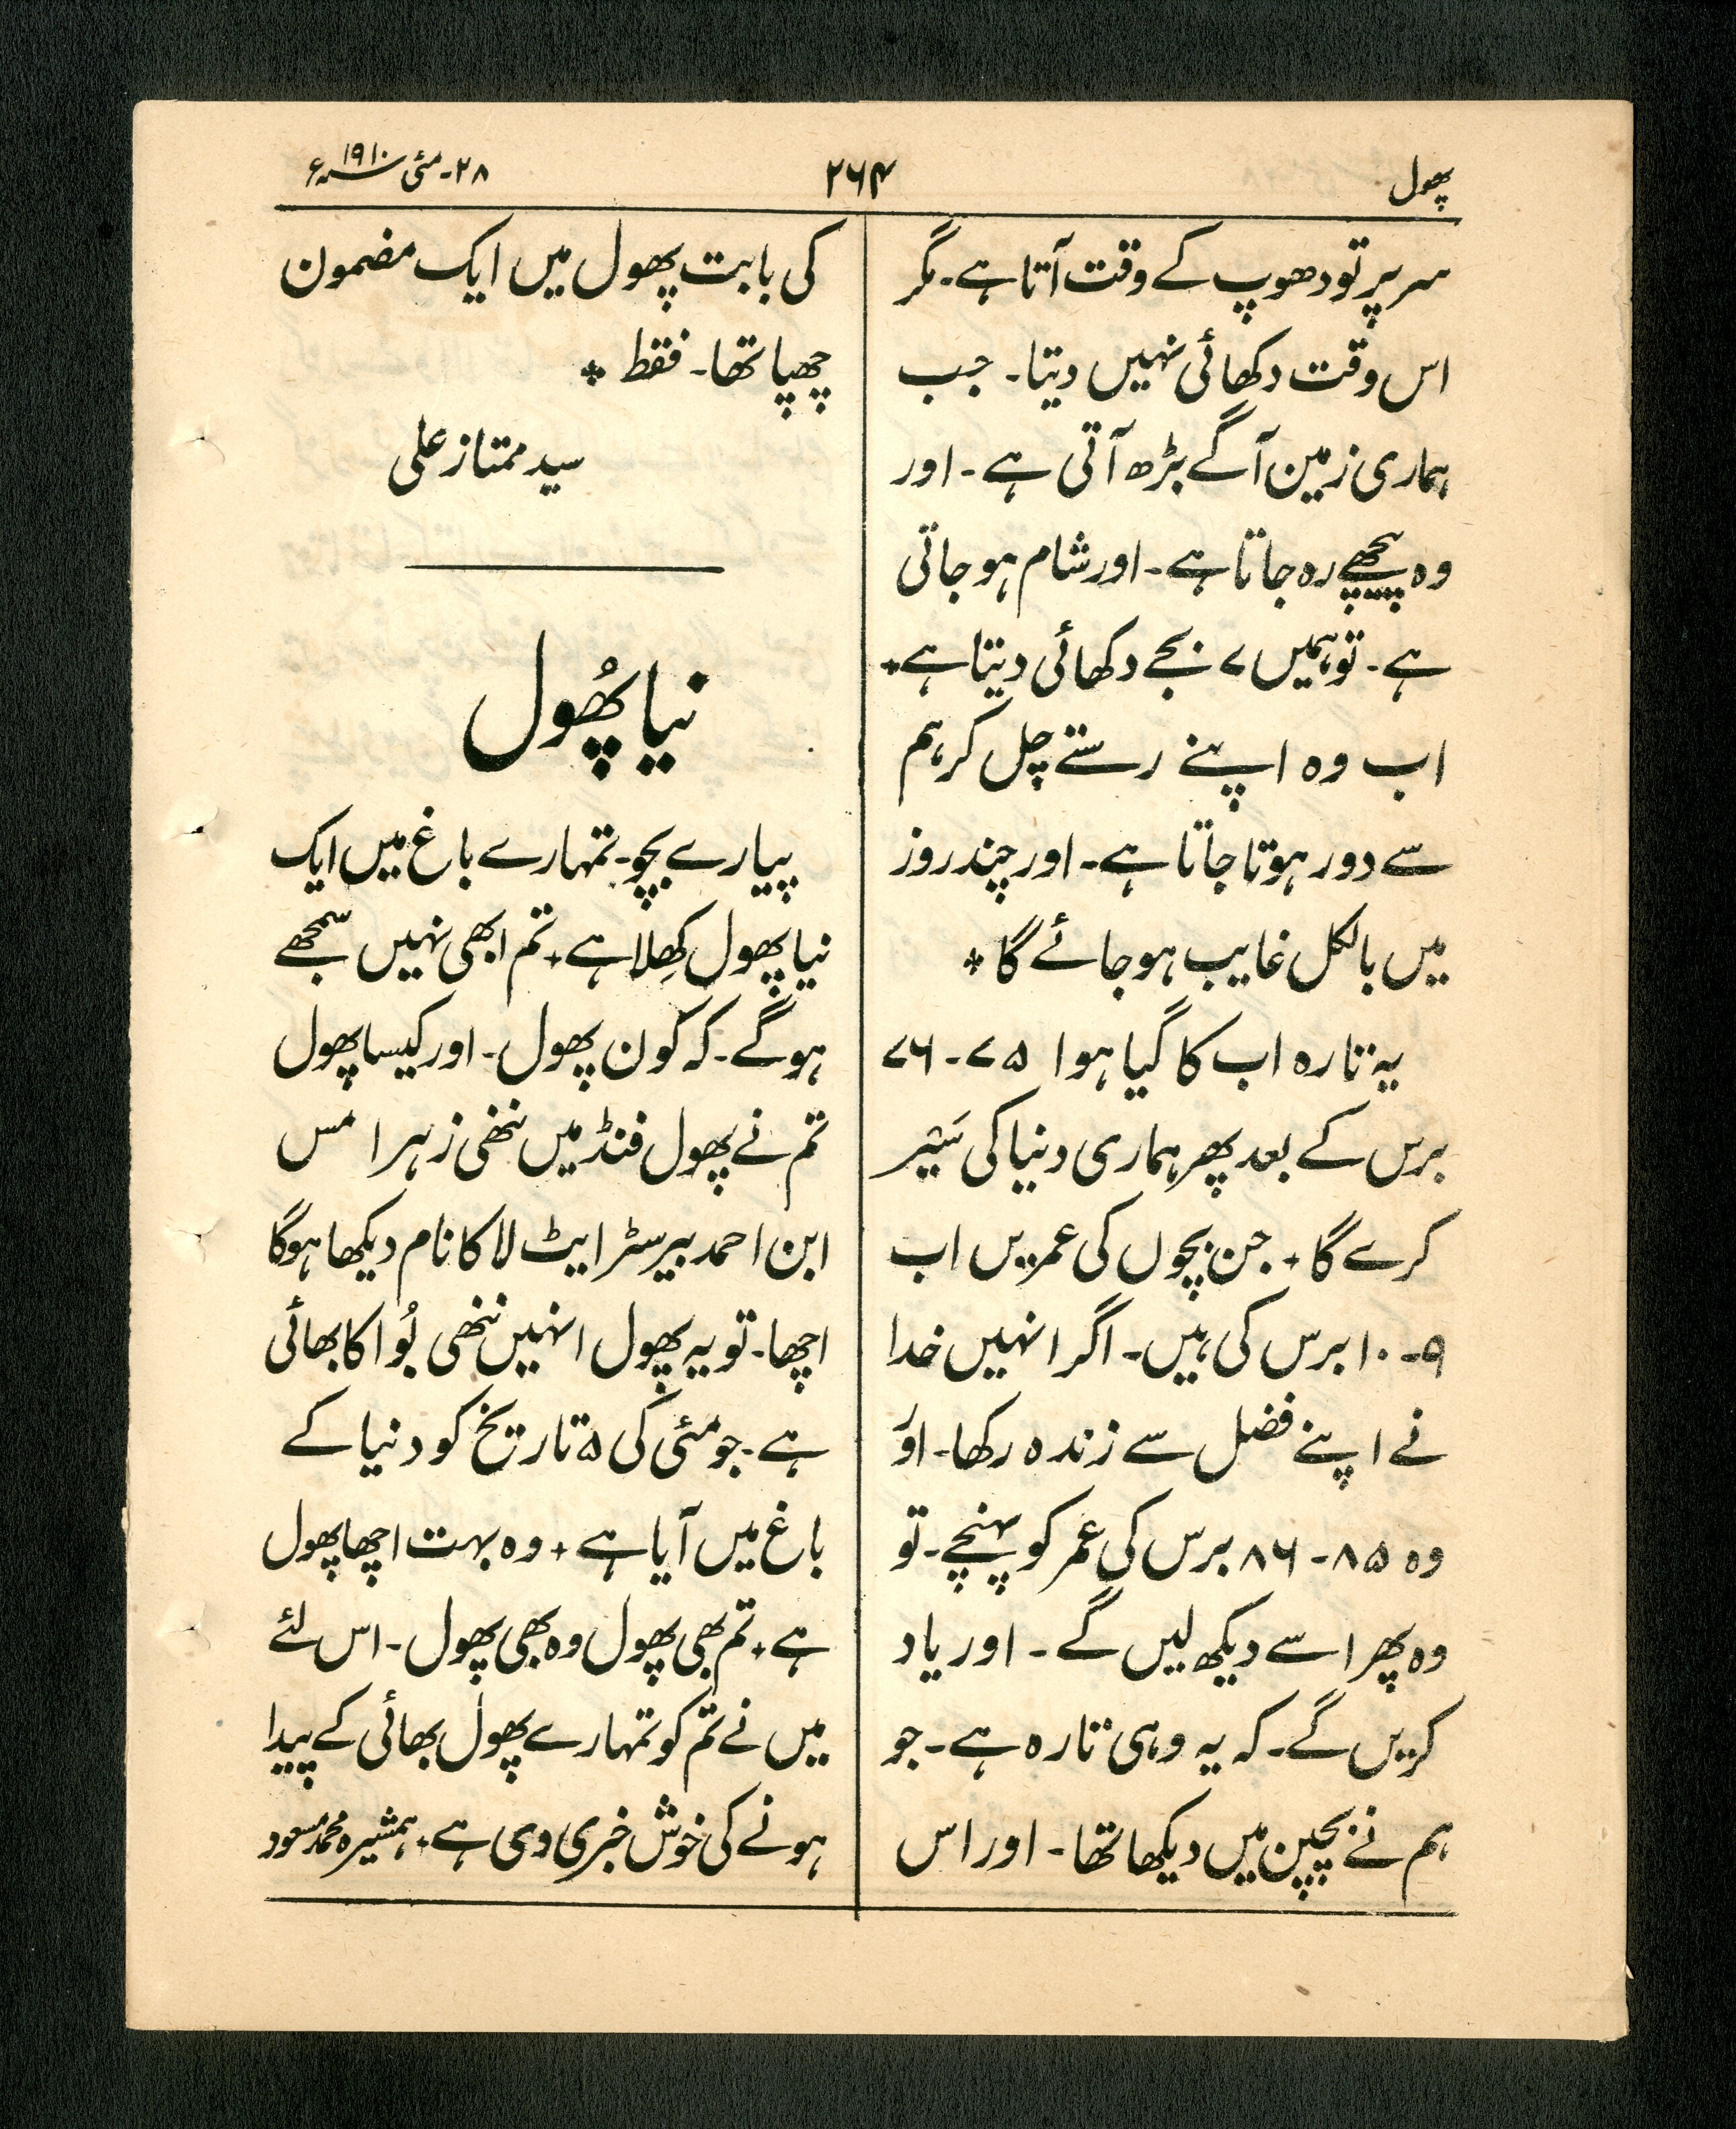 پھول
۲۶۴
۲۸-مئی ۱۹۱۰ سنہء
سر پر تو دھوپ کے وقت آتا ہے۔ مگر
اس وقت دکھائی نہیں دیتا۔ جب
ہماری زمین آگے بڑھ آتی ہے۔ اور
وہ پیچھے رہ جاتا ہے۔ اور شام ہو جاتی
ہے۔ تو ہمیں ۷ بجے دکھائی دیتا ہے٭
اب وہ اپنے رستے چل کر ہم
سے دور ہوتا جاتا ہے۔ اور چند روز
میں بالکل غایب ہو جائے گا ٭
یہ تارہ اب کا گیا ہوا ۷۵-۷۶
برس کے بعد پھر ہماری دنیا کی سَیر
کرے گا٭ جن بچوں کی عمریں اب
۹-۱۰ برس کی ہیں۔ اگر انہیں خدا
نے اپنے فضل سے زندہ رکھا۔ اور
وہ ۸۵-۸۶ برس کی عمر کو پہنچے۔ تو
وہ پھر اسے دیکھ لیں گے۔ اور یاد
کریں گے۔ کہ یہ وہی تارہ ہے۔ جو
ہم نے بچپن میں دیکھا تھا۔ اور اس
کی بابت پھول میں ایک مضمون
چھپا تھا۔ فقط ٭
سید ممتاز علی
نیا پھُول
پیارے بچو۔ تمہارے باغ میں ایک
نیا پھول کھِلا ہے٭ تم ابھی نہیں سمجھے
ہوگے۔ کہ کون پھول۔ اور کیسا پھول
تم نے پھول فنڈ میں ننھی زہرا مس
ابن احمد بیرسٹر ایٹ لا کا نام دیکھا ہوگا
اچھا۔ تو یہ پھول انہیں ننھی بُوا کا بھائی
ہے۔ جو مئی کی ۵ تاریخ کو دنیا کے
باغ میں آیا ہے٭ وہ بہت اچھا پھول
ہے٭ تم بھی پھول وہ بھی پھول۔ اس لئے
میں نے تم کو تمہارے پھول بھائی کے پیدا
ہونے کی خوش خبری دی ہے٭ ہمشیرہ محمد مسعود